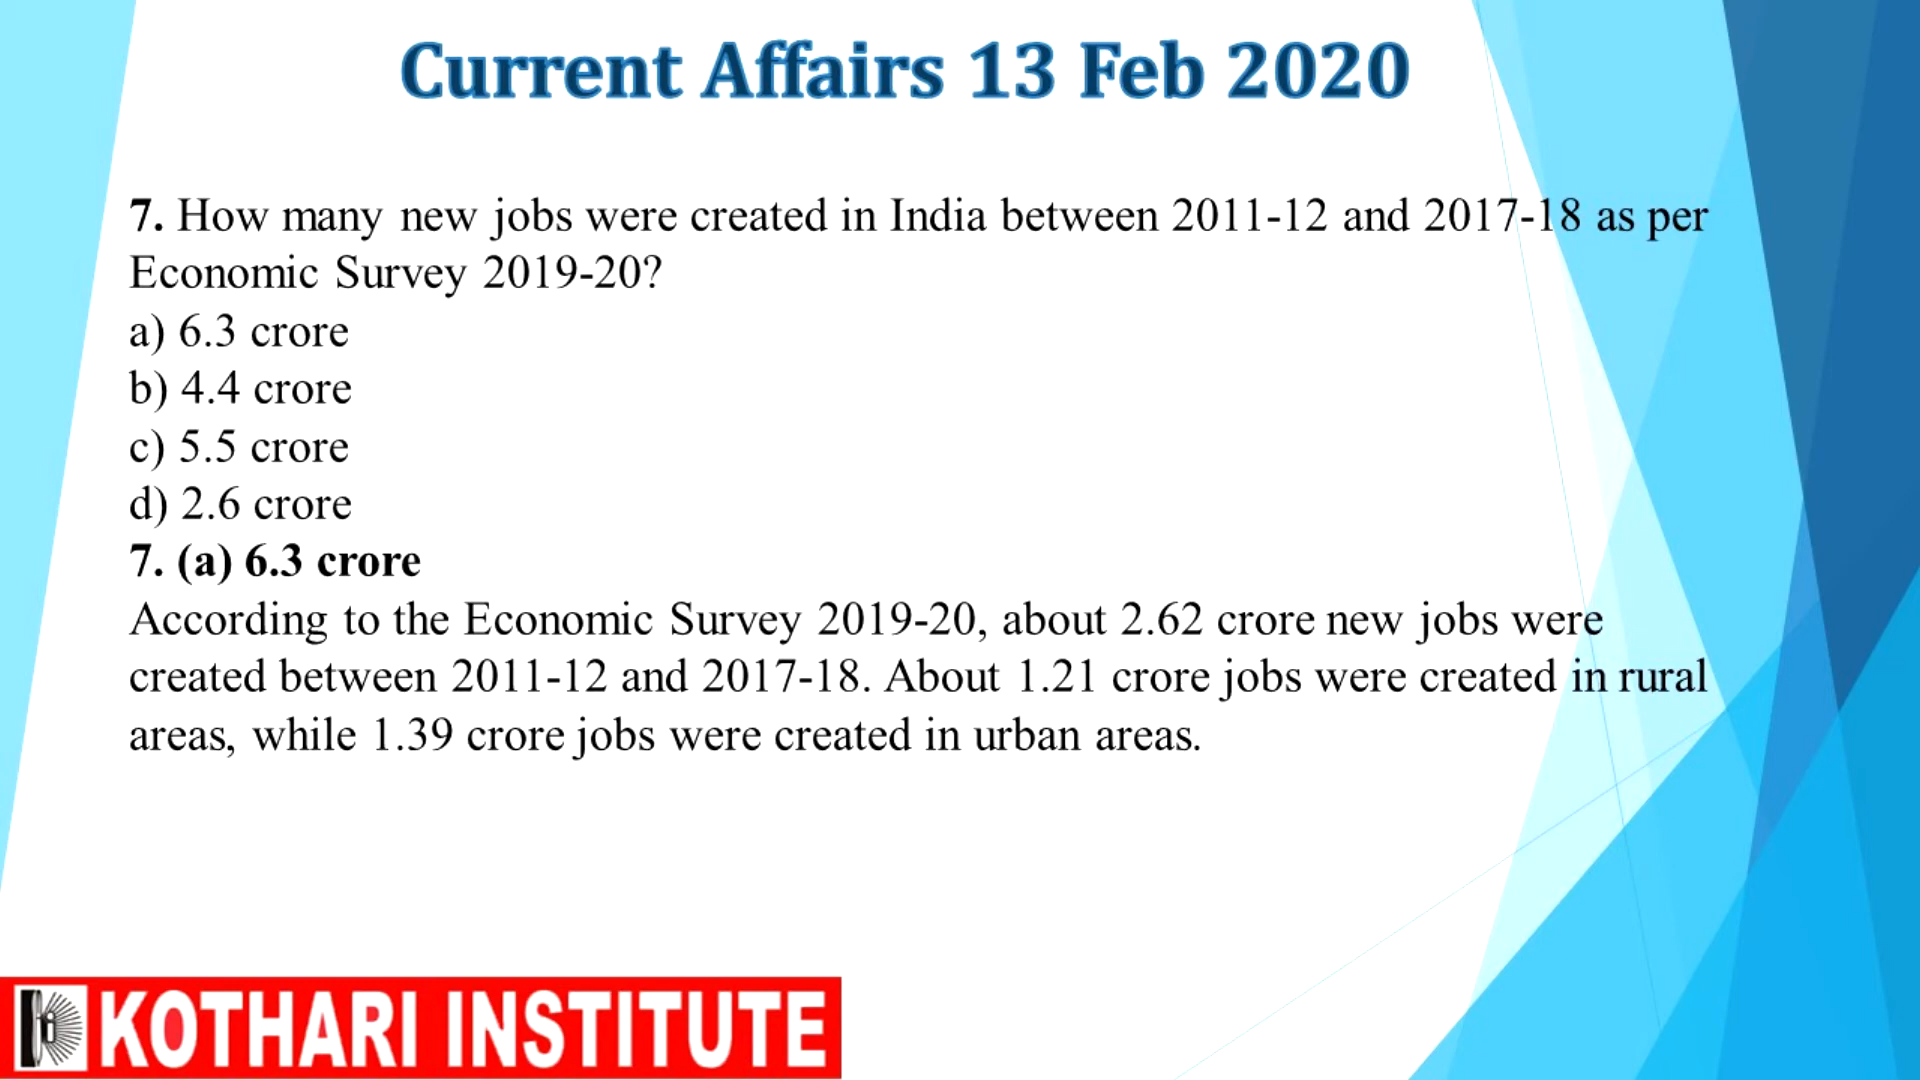 Current Affairs 13 Feb 2020
7. How many new jobs were created in India between 2011-12 and 2017-18 as per
Economic Survey 2019-20?
a) 6.3 crore
b) 4.4 crore
c) 5.5 crore
d) 2.6 crore
7. (a) 6.3 crore
According to the Economic Survey 2019-20, about 2.62 crore new jobs were
created between 2011-12 and 2017-18. About 1.21 crore jobs were created in rural
areas, while 1.39 crore jobs were created in urban areas.
KOTHARI INSTITUTE